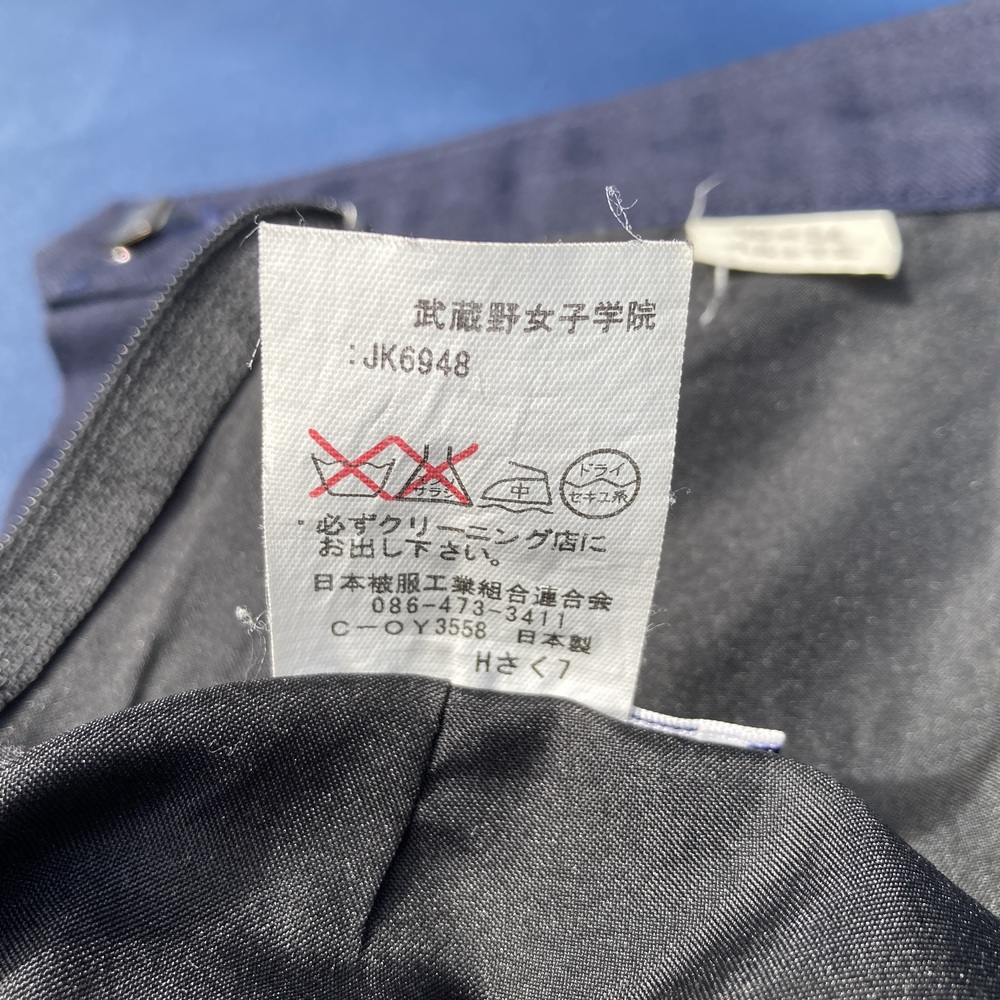 武蔵野女子学院
:JK6948
サラシ 中 ドライ
セキユ系
・必ずクリーニング店に
お出し下さい。
日本被服工業組合連合会
086-473-3411
C-OY3558 日本製
Hさく7